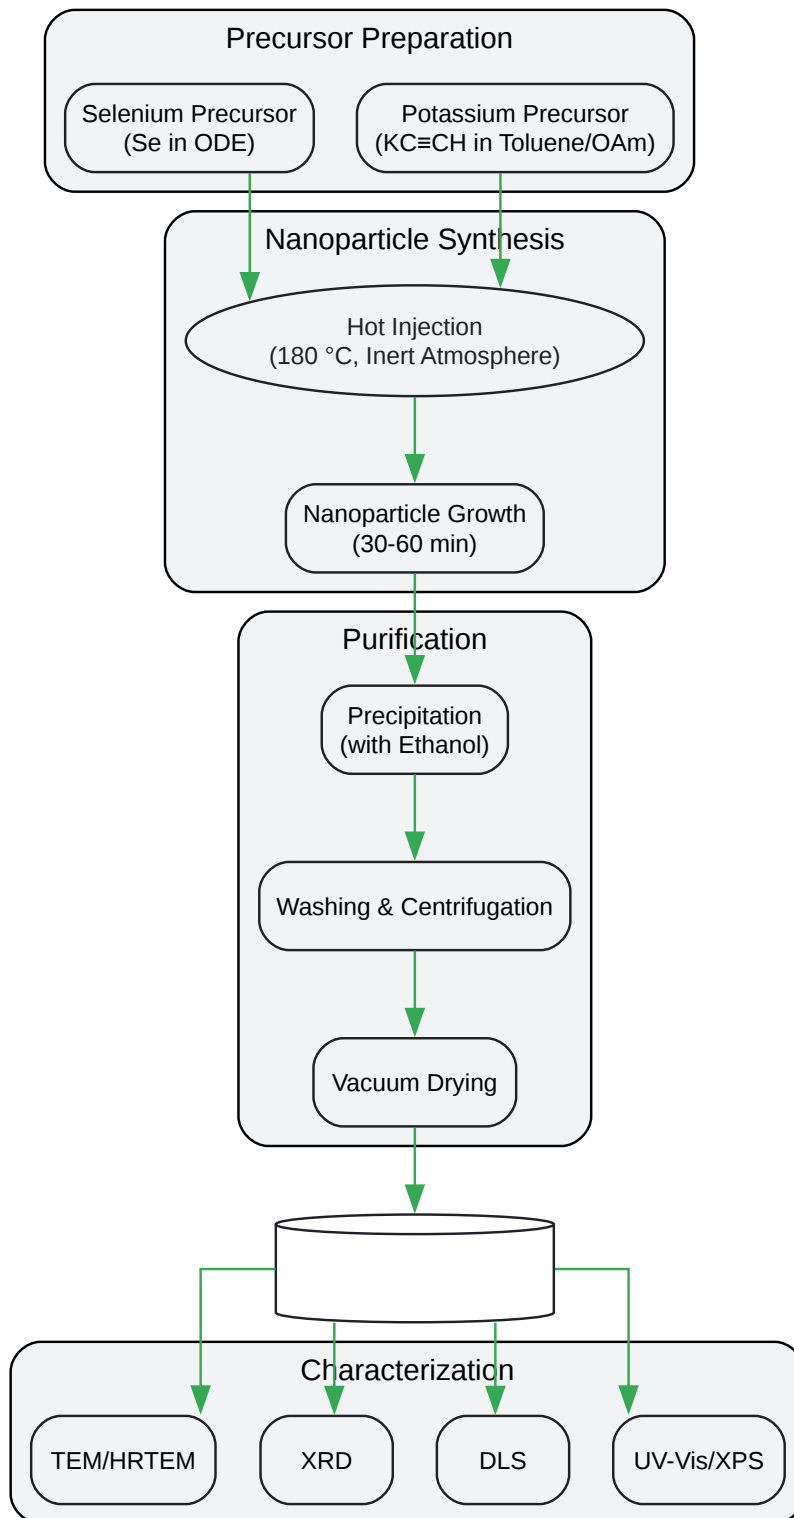 Precursor Preparation
Selenium Precursor
(Se in ODE)
Potassium Precursor
(KC≡CH in Toluene/OAm)
Nanoparticle Synthesis
Hot Injection
(180 °C, Inert Atmosphere)
Nanoparticle Growth
(30-60 min)
Purification
Precipitation
(with Ethanol)
Washing & Centrifugation
Vacuum Drying
Characterization
TEM/HRTEM
XRD
DLS
UV-Vis/XPS